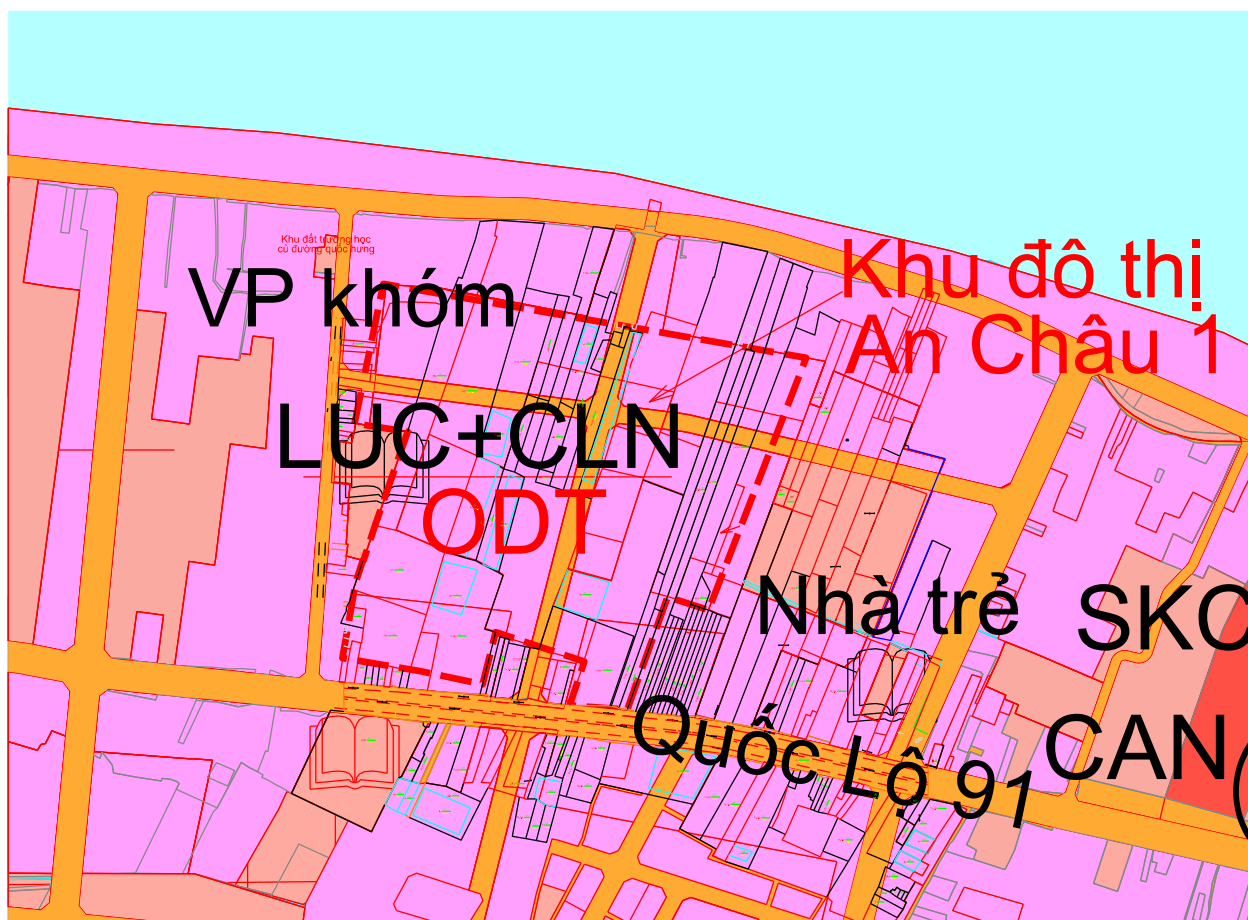 Khu đất trường học
cũ đường quốc hưng
VP khóm
Khu đô thị
An Châu 1
LUC+CLN
ODT
Nhà trẻ
SKC
Quốc Lộ 91
CAN